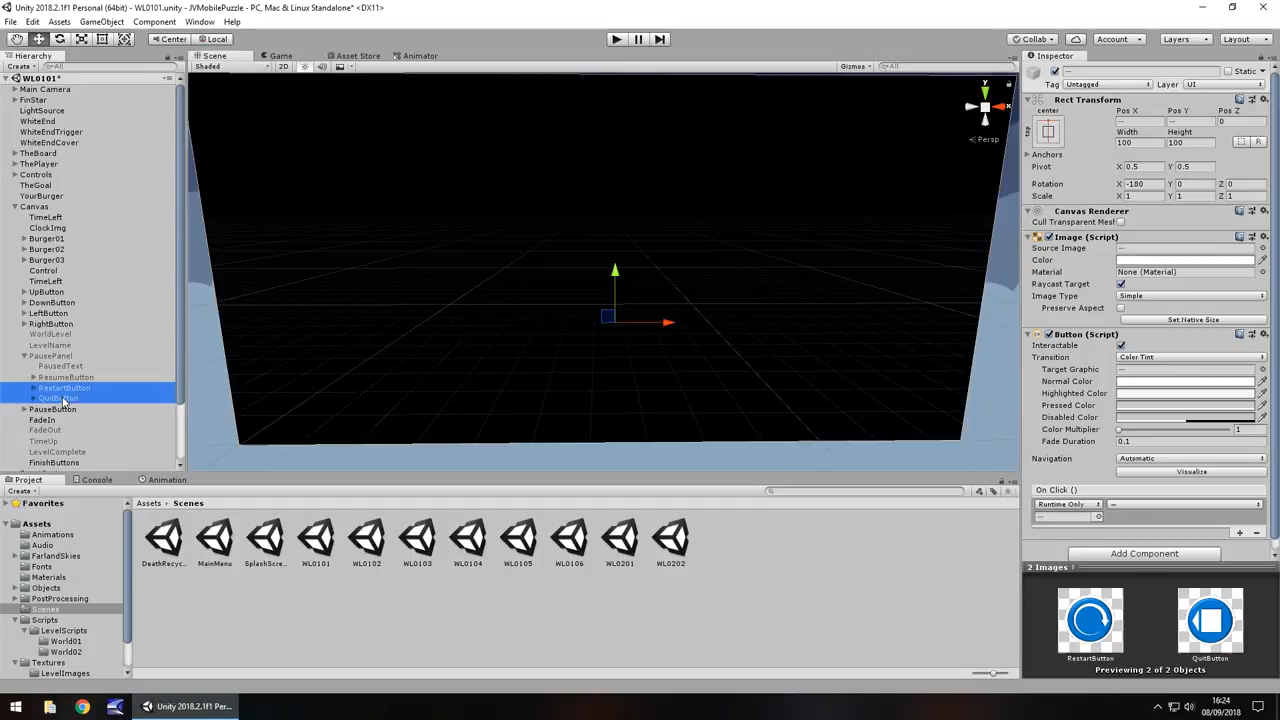 Unity 2018.2.1f1 Personal (64bit) - WL0101.unity - JVMobilePuzzle - PC, Mac & Linux Standalone* <DX11>
File Edit Assets GameObject Component Window Help
Center Local Collab Account Layers Layout
Hierarchy Scene Game Asset Store Animator Inspector
Create All Shaded 2D Gizmos All
WL0101*
Main Camera
FinStar
LightSource
WhiteEnd
WhiteEndTrigger
WhiteEndCover
TheBoard
ThePlayer
Controls
TheGoal
YourBurger
Canvas
TimeLeft
ClockImg
Burger01
Burger02
Burger03
Control
TimeLeft
UpButton
DownButton
LeftButton
RightButton
WorldLevel
LevelName
PausePanel
PausedText
ResumeButton
RestartButton
QuitButton
PauseButton
FadeIn
FadeOut
TimeUp
LevelComplete
FinishButtons
y
x
Persp
— Static
Tag Untagged Layer UI
Rect Transform
center
top
Pos X Pos Y Pos Z
— — 0
Width Height
100 100 R
Anchors
Pivot X 0.5 Y 0.5
Rotation X -180 Y 0 Z 0
Scale X 1 Y 1 Z 1
Canvas Renderer
Cull Transparent Mesh
Image (Script)
Source Image —
Color
Material None (Material)
Raycast Target
Image Type Simple
Preserve Aspect
Set Native Size
Button (Script)
Interactable
Transition Color Tint
Target Graphic —
Normal Color
Highlighted Color
Pressed Color
Disabled Color
Color Multiplier 1
Fade Duration 0.1
Navigation Automatic
Visualize
On Click ()
Runtime Only —
—
Add Component
2 Images
RestartButton QuitButton
Previewing 2 of 2 Objects
Project Console Animation
Create
Favorites
Assets
Animations
Audio
FarlandSkies
Fonts
Materials
Objects
PostProcessing
Scenes
Scripts
LevelScripts
World01
World02
Textures
LevelImages
Assets Scenes
DeathRecyc... MainMenu SplashScre... WL0101 WL0102 WL0103 WL0104 WL0105 WL0106 WL0201 WL0202
Unity 2018.2.1f1 Per...
16:24
08/09/2018